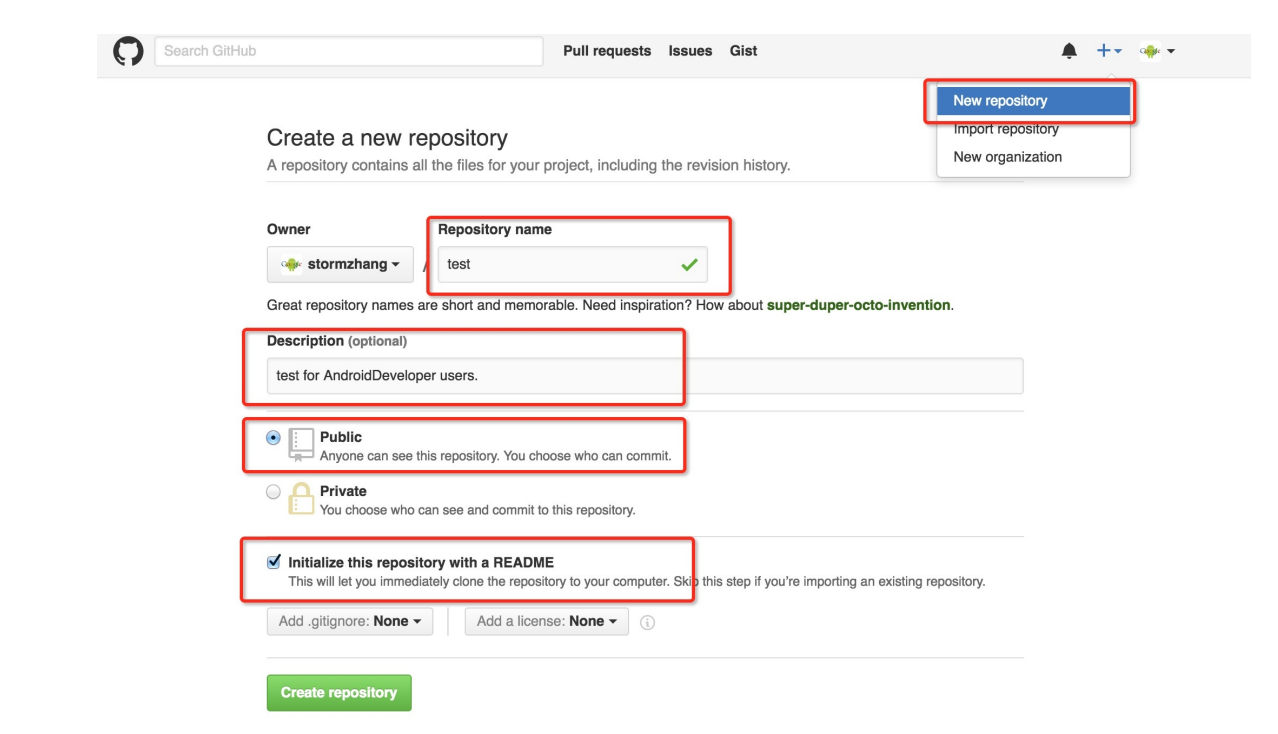 Search GitHub
Pull requests Issues Gist
New repository
Import repository
New organization
Create a new repository
A repository contains all the files for your project, including the revision history.
Owner
Repository name
stormzhang
/
test
Great repository names are short and memorable. Need inspiration? How about super-duper-octo-invention.
Description (optional)
test for AndroidDeveloper users.
Public
Anyone can see this repository. You choose who can commit.
Private
You choose who can see and commit to this repository.
Initialize this repository with a README
This will let you immediately clone the repository to your computer. Skip this step if you're importing an existing repository.
Add .gitignore: None
Add a license: None
Create repository